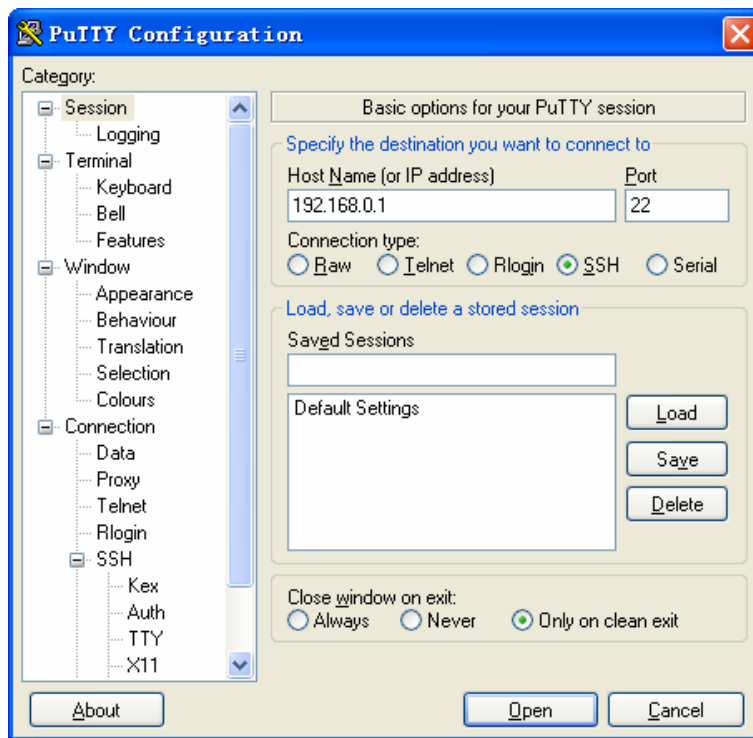 PuTTY Configuration
Category:
Session
Logging
Terminal
Keyboard
Bell
Features
Window
Appearance
Behaviour
Translation
Selection
Colours
Connection
Data
Proxy
Telnet
Rlogin
SSH
Kex
Auth
TTY
X11
Basic options for your PuTTY session
Specify the destination you want to connect to
Host Name (or IP address) Port
192.168.0.1 22
Connection type:
Raw Telnet Rlogin SSH Serial
Load, save or delete a stored session
Saved Sessions
Default Settings
Load
Save
Delete
Close window on exit:
Always Never Only on clean exit
About Open Cancel